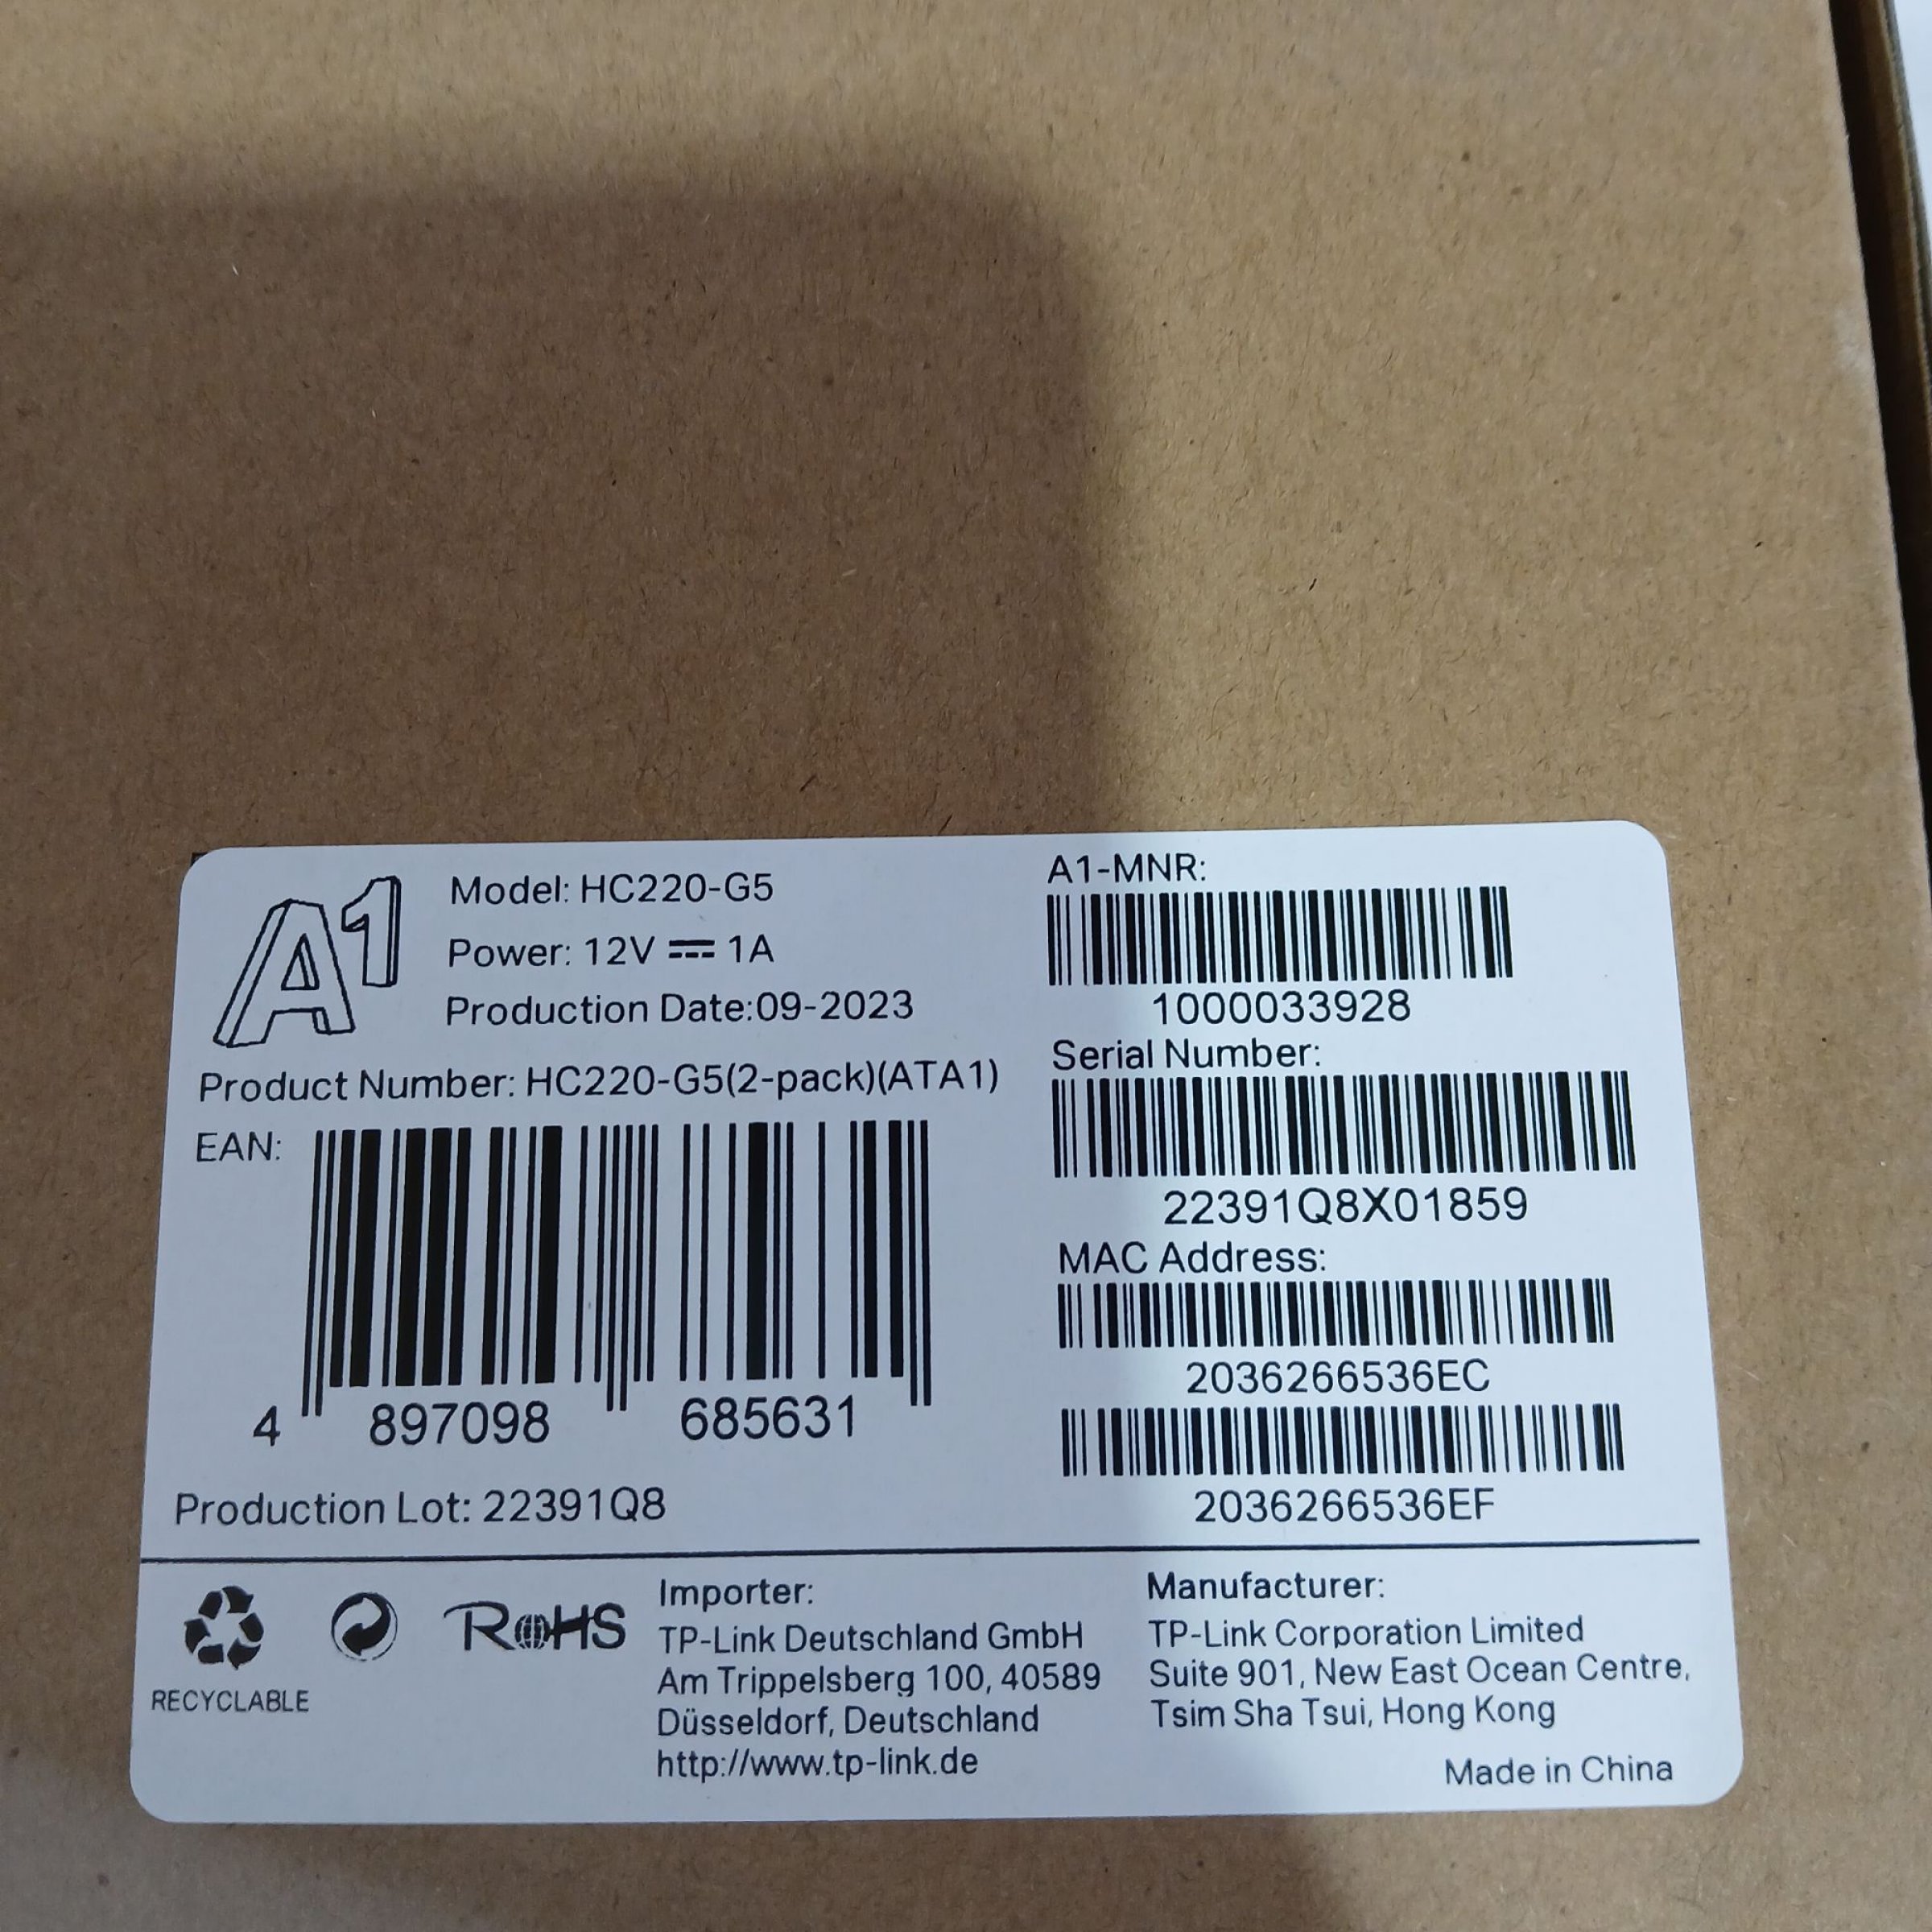 A1
Model: HC220-G5
Power: 12V ⎓ 1A
Production Date:09-2023
Product Number: HC220-G5(2-pack)(ATA1)
EAN:
4 897098 685631
Production Lot: 22391Q8
A1-MNR:
1000033928
Serial Number:
22391Q8X01859
MAC Address:
2036266536EC
2036266536EF
RECYCLABLE
RoHS
Importer:
TP-Link Deutschland GmbH
Am Trippelsberg 100, 40589
Düsseldorf, Deutschland
http://www.tp-link.de
Manufacturer:
TP-Link Corporation Limited
Suite 901, New East Ocean Centre,
Tsim Sha Tsui, Hong Kong
Made in China